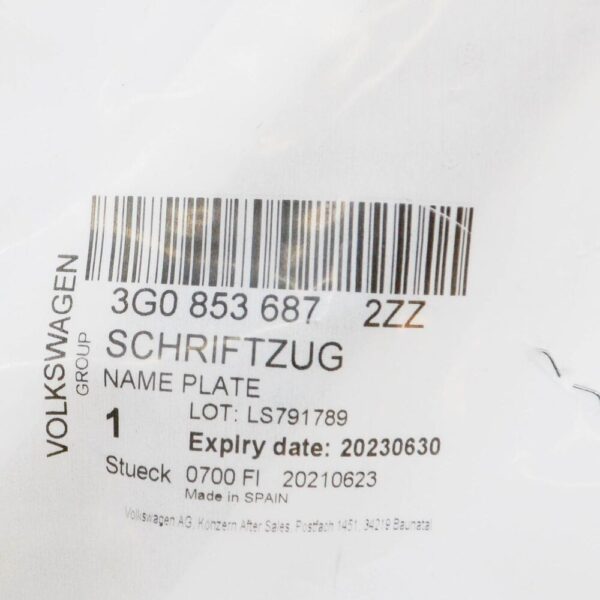 VOLKSWAGEN
GROUP
3G0 853 687 2ZZ
SCHRIFTZUG
NAME PLATE
1 LOT: LS791789
Expiry date: 20230630
Stueck 0700 FI 20210623
Made in SPAIN
Volkswagen AG, Konzern After Sales, Postfach 1451, 34219 Baunatal